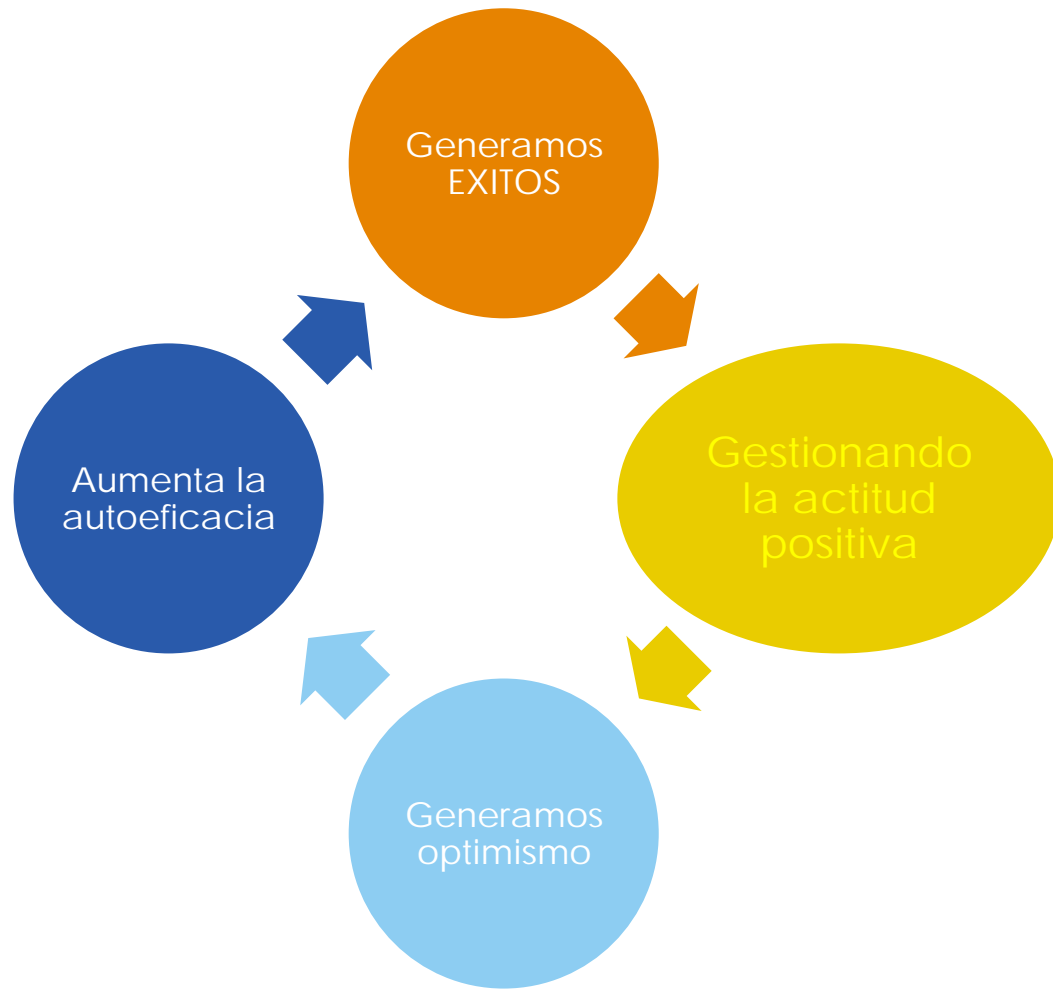 Generamos
EXITOS
Gestionando
la actitud
positiva
Generamos
optimismo
Aumenta la
autoeficacia